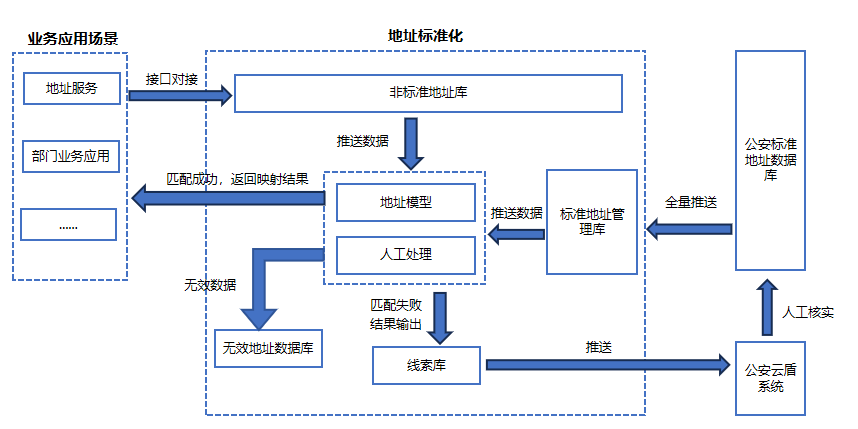 业务应用场景
地址标准化
地址服务
接口对接
非标准地址库
推送数据
部门业务应用
公安标准
地址数据
库
匹配成功，返回映射结果
地址模型
推送数据
标准地址管
理库
全量推送
......
人工处理
无效数据
匹配失败
结果输出
人工核实
无效地址数据库
线索库
推送
公安云盾
系统